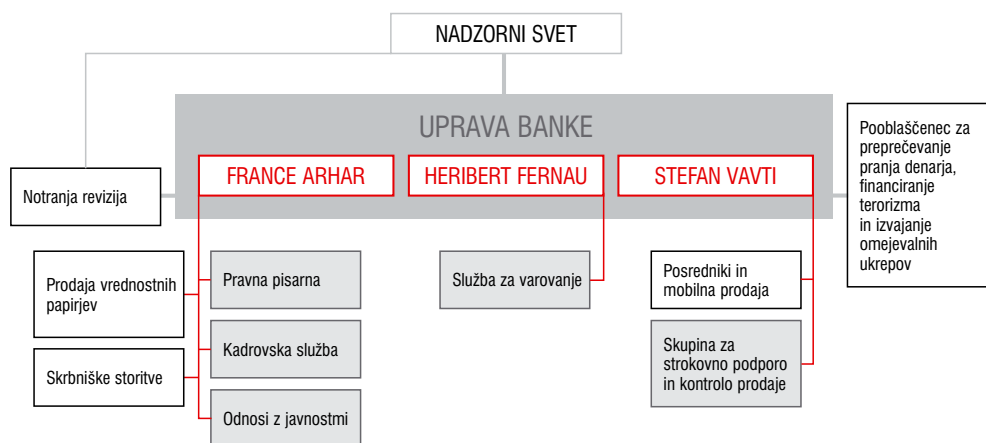 NADZORNI SVET
UPRAVA BANKE
FRANCE ARHAR
HERIBERT FERNAU
STEFAN VAVTI
Notranja revizija
Pooblaščenec za
preprečevanje
pranja denarja,
financiranje
terorizma
in izvajanje
omejevalnih
ukrepov
Prodaja vrednostnih
papirjev
Skrbniške storitve
Pravna pisarna
Kadrovska služba
Odnosi z javnostmi
Služba za varovanje
Posredniki in
mobilna prodaja
Skupina za
strokovno podporo
in kontrolo prodaje